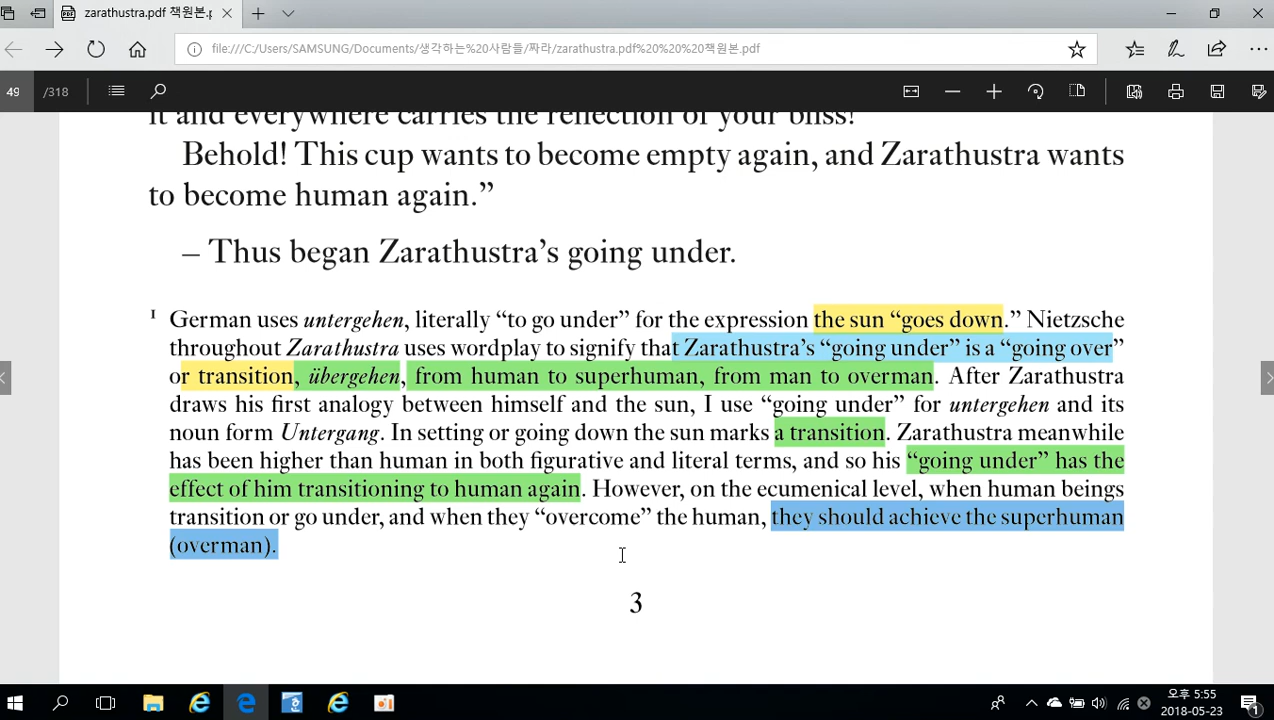 zarathustra.pdf 책원본.p
file:///C:/Users/SAMSUNG/Documents/생각하는%20사람들/짜라/zarathustra.pdf%20%20%20책원본.pdf
49 /318
it and everywhere carries the reflection of your bliss!
Behold! This cup wants to become empty again, and Zarathustra wants
to become human again.”
– Thus began Zarathustra’s going under.
1 German uses untergehen, literally “to go under” for the expression the sun “goes down.” Nietzsche
throughout Zarathustra uses wordplay to signify that Zarathustra’s “going under” is a “going over”
or transition, übergehen, from human to superhuman, from man to overman. After Zarathustra
draws his first analogy between himself and the sun, I use “going under” for untergehen and its
noun form Untergang. In setting or going down the sun marks a transition. Zarathustra meanwhile
has been higher than human in both figurative and literal terms, and so his “going under” has the
effect of him transitioning to human again. However, on the ecumenical level, when human beings
transition or go under, and when they “overcome” the human, they should achieve the superhuman
(overman).
3
오후 5:55
2018-05-23
1